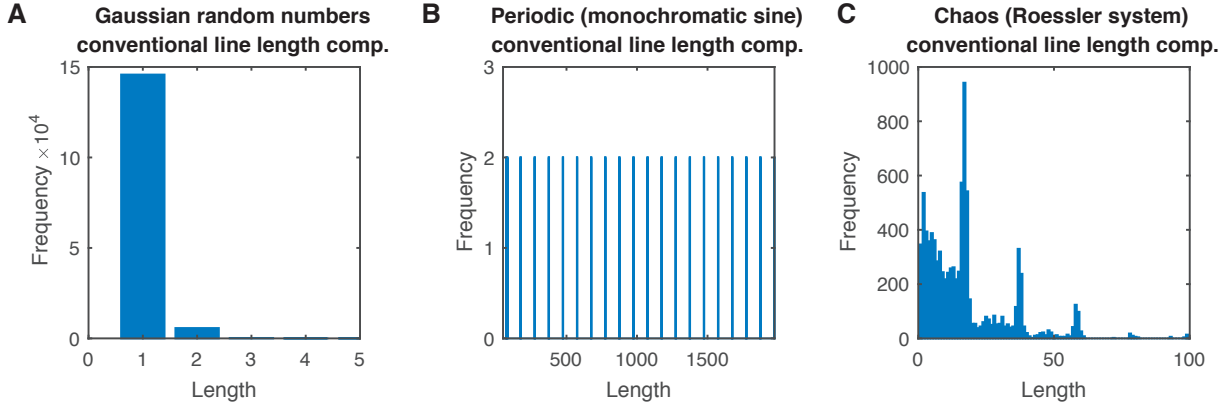 A
Gaussian random numbers
conventional line length comp.
Frequency ×10⁴
15
10
5
0
0 1 2 3 4 5
Length
B
Periodic (monochromatic sine)
conventional line length comp.
Frequency
3
2
1
0
500 1000 1500
Length
C
Chaos (Roessler system)
conventional line length comp.
Frequency
1000
800
600
400
200
0
0 50 100
Length